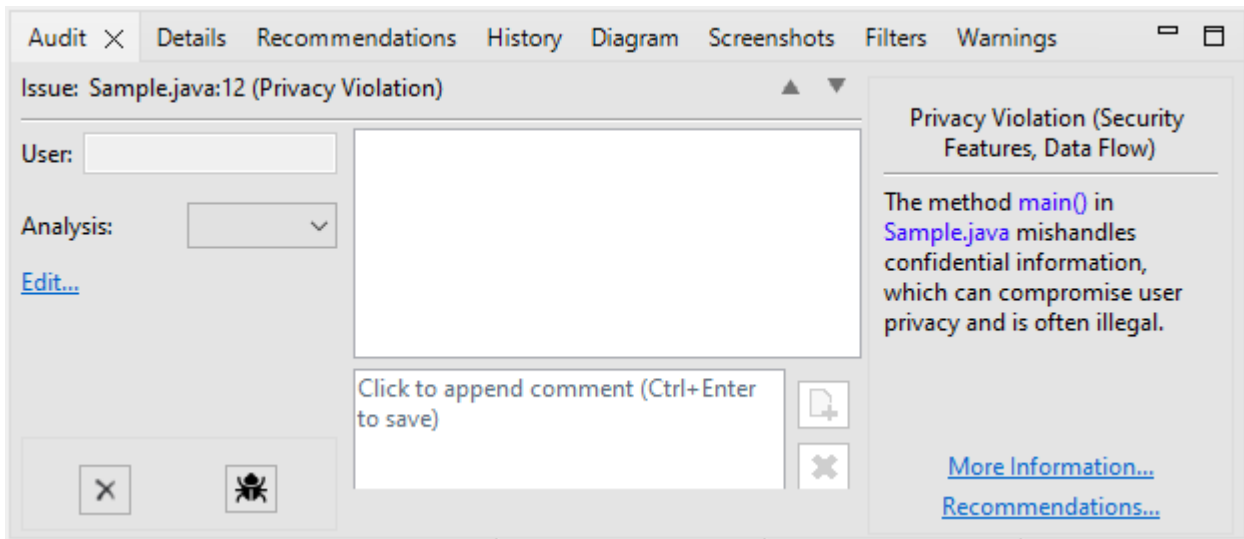 Audit Details Recommendations History Diagram Screenshots Filters Warnings
Issue: Sample.java:12 (Privacy Violation)
User:
Analysis:
Edit...
Click to append comment (Ctrl+Enter
to save)
Privacy Violation (Security
Features, Data Flow)
The method main() in
Sample.java mishandles
confidential information,
which can compromise user
privacy and is often illegal.
More Information...
Recommendations...